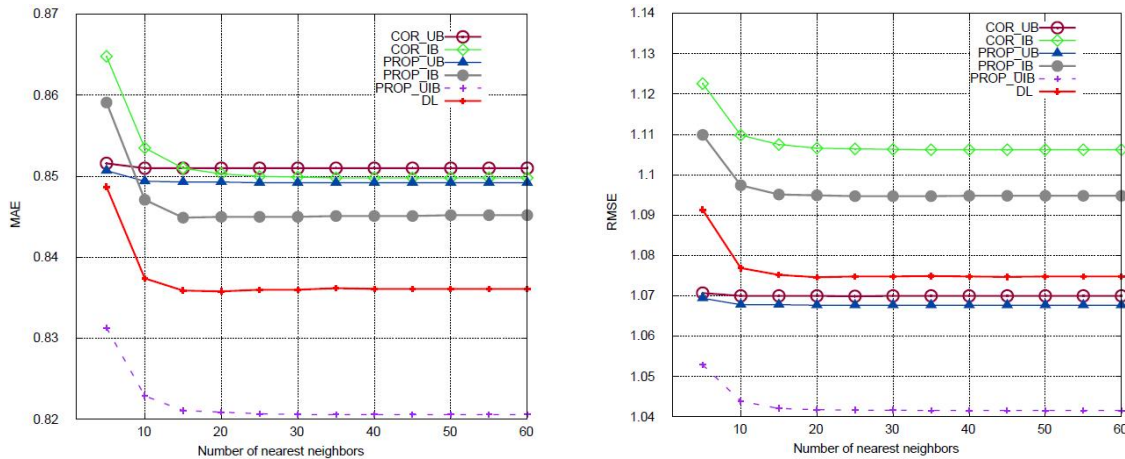 0.87
0.86
0.85
0.84
0.83
0.82
MAE
COR_UB
COR_IB
PROP_UB
PROP_IB
PROP_UIB
DL
10 20 30 40 50 60
Number of nearest neighbors
1.14
1.13
1.12
1.11
1.1
1.09
1.08
1.07
1.06
1.05
1.04
RMSE
COR_UB
COR_IB
PROP_UB
PROP_IB
PROP_UIB
DL
10 20 30 40 50 60
Number of nearest neighbors